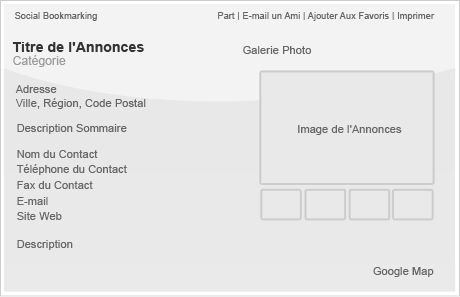 Social Bookmarking
Part | E-mail un Ami | Ajouter Aux Favoris | Imprimer
Titre de l'Annonces
Catégorie
Galerie Photo
Adresse
Ville, Région, Code Postal
Description Sommaire
Image de l'Annonces
Nom du Contact
Téléphone du Contact
Fax du Contact
E-mail
Site Web
Description
Google Map